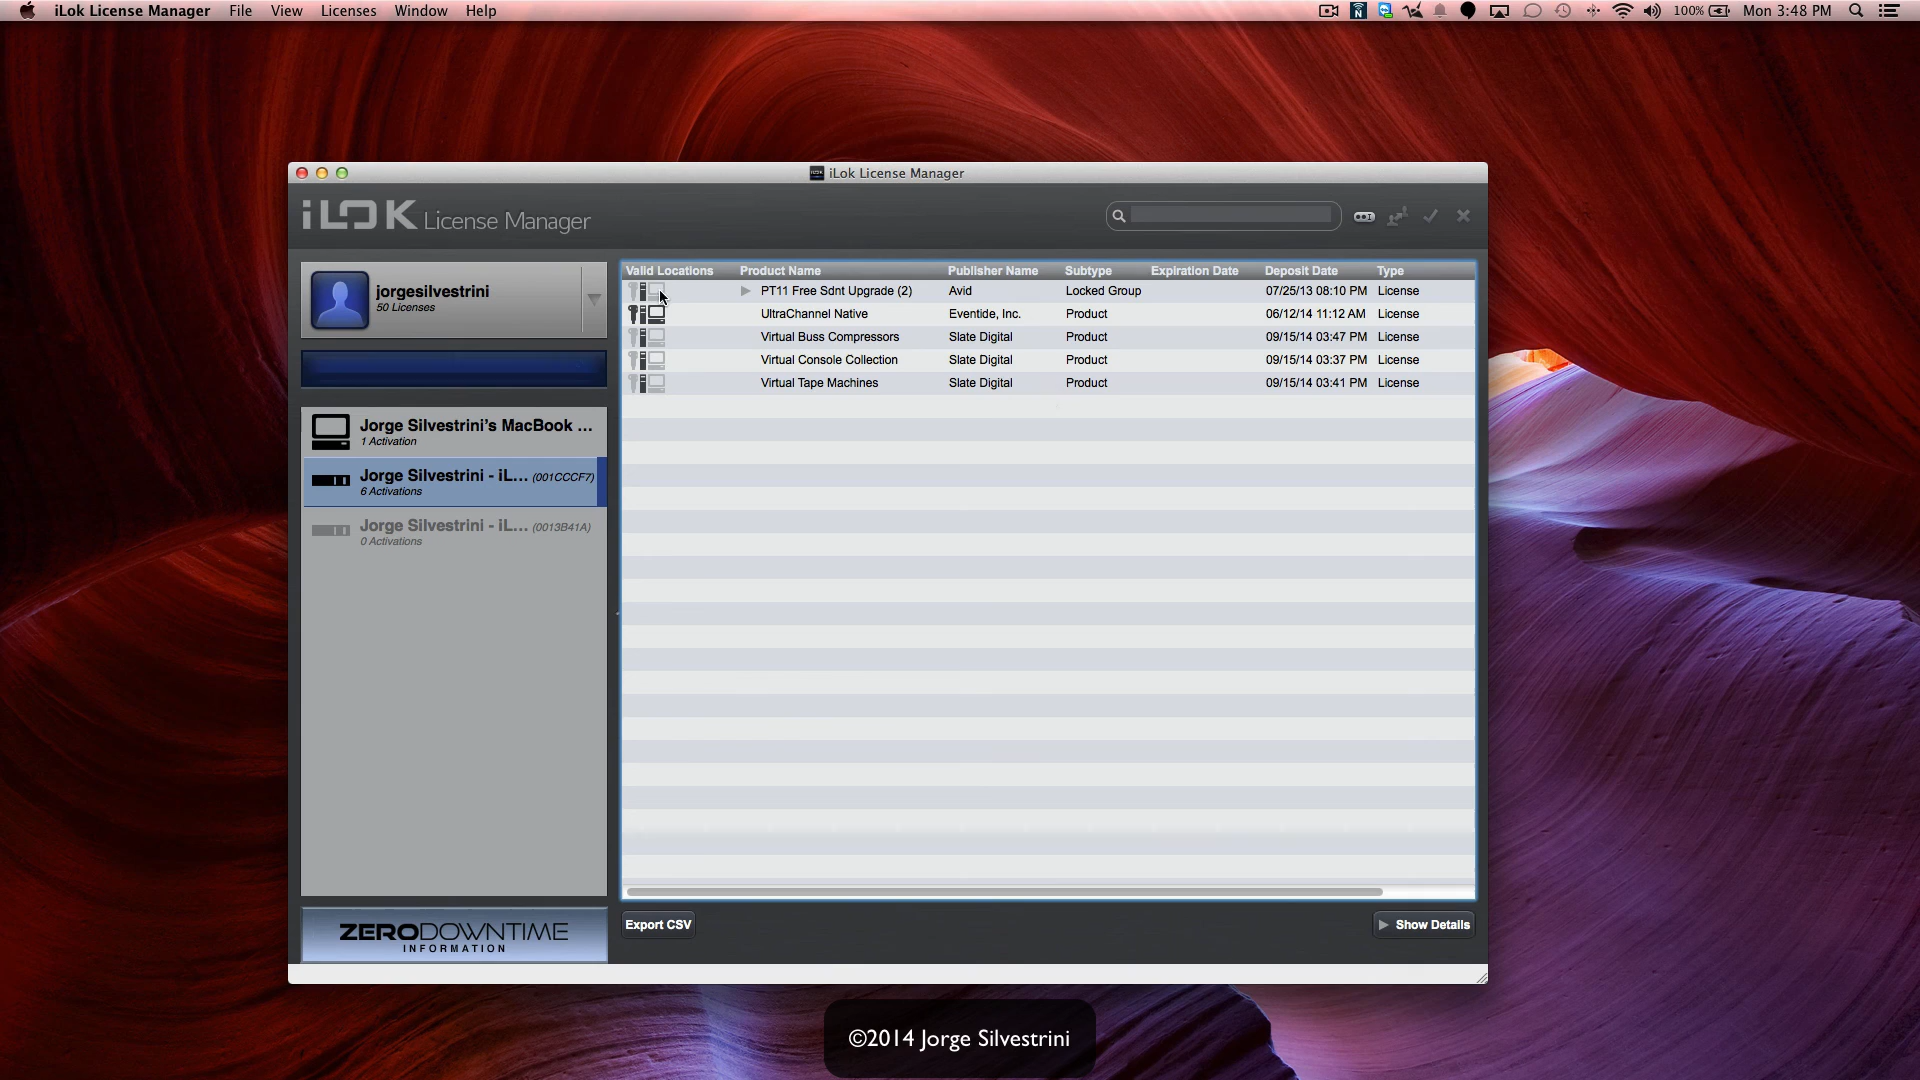 iLok License Manager File View Licenses Window Help 100% Mon 3:48 PM
iLok License Manager
iLOK License Manager
jorgesilvestrini
50 Licenses
Jorge Silvestrini's MacBook ...
1 Activation
Jorge Silvestrini - iL... (001CCCF7)
6 Activations
Jorge Silvestrini - iL... (0013B41A)
0 Activations
Valid Locations Product Name Publisher Name Subtype Expiration Date Deposit Date Type
PT11 Free Sdnt Upgrade (2) Avid Locked Group 07/25/13 08:10 PM License
UltraChannel Native Eventide, Inc. Product 06/12/14 11:12 AM License
Virtual Buss Compressors Slate Digital Product 09/15/14 03:47 PM License
Virtual Console Collection Slate Digital Product 09/15/14 03:37 PM License
Virtual Tape Machines Slate Digital Product 09/15/14 03:41 PM License
ZERODOWNTIME
INFORMATION
Export CSV
Show Details
©2014 Jorge Silvestrini